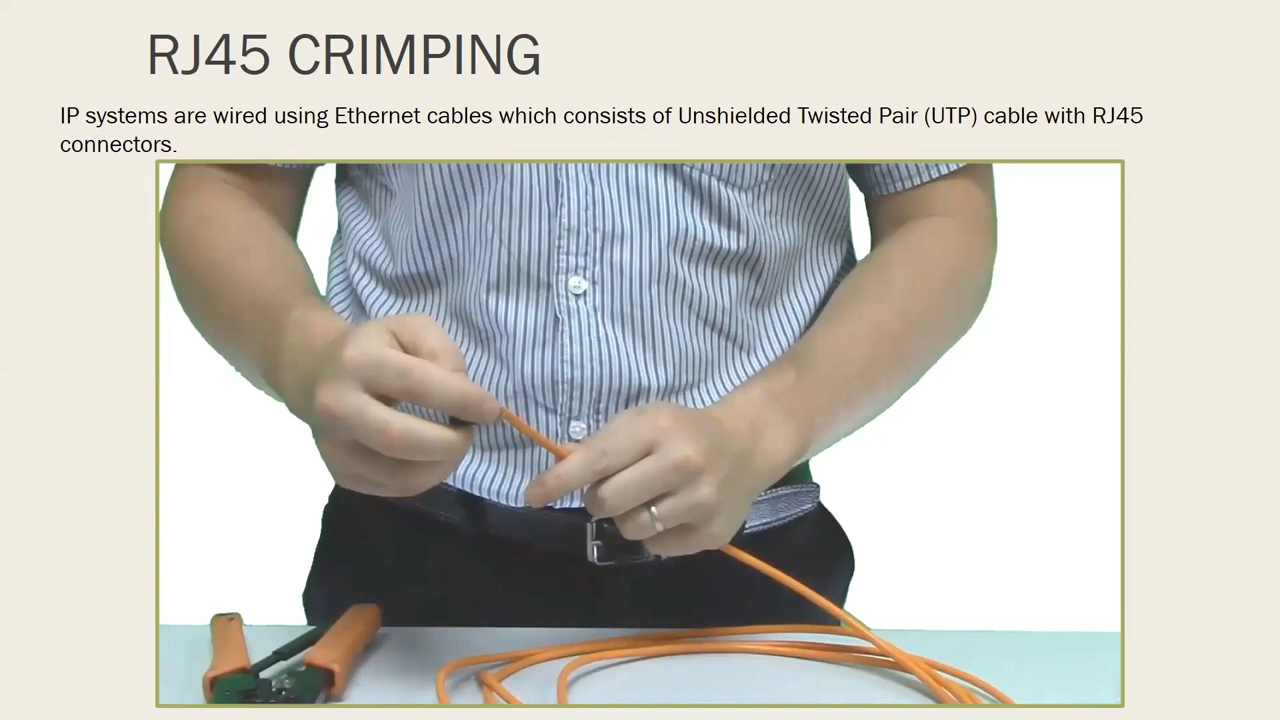 RJ45 CRIMPING
IP systems are wired using Ethernet cables which consists of Unshielded Twisted Pair (UTP) cable with RJ45
connectors.